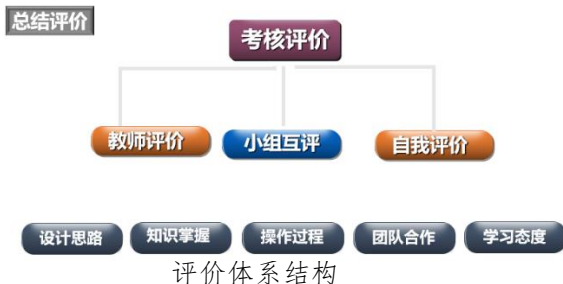 总结评价
考核评价
教师评价 小组互评 自我评价
设计思路 知识掌握 操作过程 团队合作 学习态度
评价体系结构